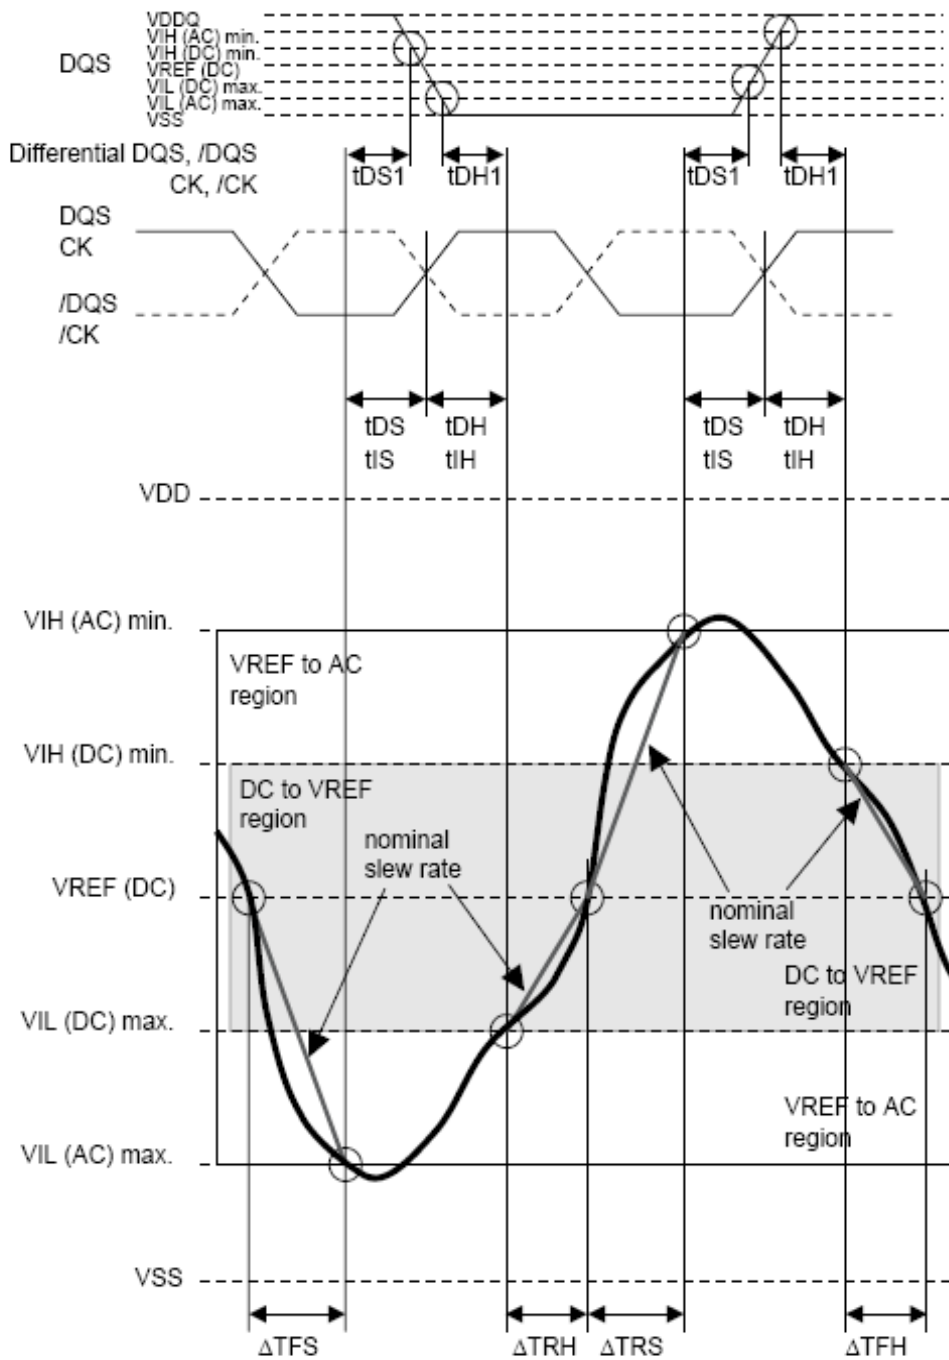 VDDQ
VIH (AC) min.
VIH (DC) min.
VREF (DC)
VIL (DC) max.
VIL (AC) max.
VSS
DQS
Differential DQS, /DQS
CK, /CK
tDS1
tDH1
tDS1
tDH1
DQS
CK
/DQS
/CK
tDS
tIS
tDH
tIH
tDS
tIS
tDH
tIH
VDD
VIH (AC) min.
VREF to AC
region
VIH (DC) min.
DC to VREF
region
nominal
slew rate
VREF (DC)
nominal
slew rate
DC to VREF
region
VIL (DC) max.
VREF to AC
region
VIL (AC) max.
VSS
ΔTFS
ΔTRH
ΔTRS
ΔTFH